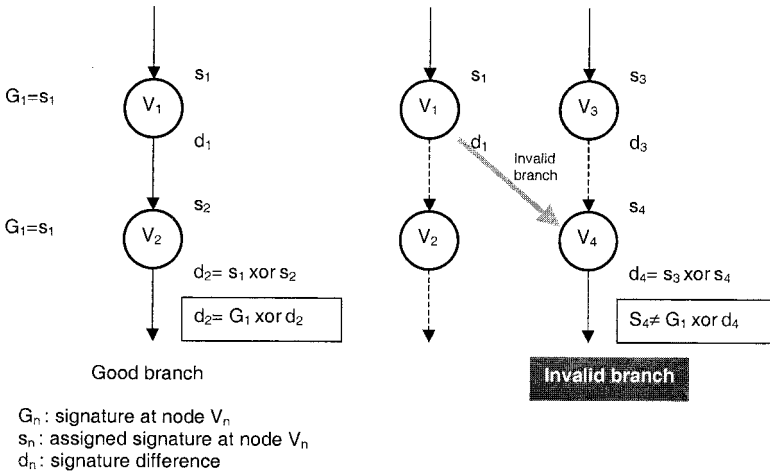 s₁
G₁=s₁
V₁
d₁
s₂
G₁=s₁
V₂
d₂= s₁ xor s₂
d₂= G₁ xor d₂
Good branch
s₁
V₁
d₁
Invalid
branch
V₂
s₃
V₃
d₃
s₄
V₄
d₄= s₃ xor s₄
S₄≠ G₁ xor d₄
Invalid branch
Gₙ : signature at node Vₙ
sₙ : assigned signature at node Vₙ
dₙ : signature difference